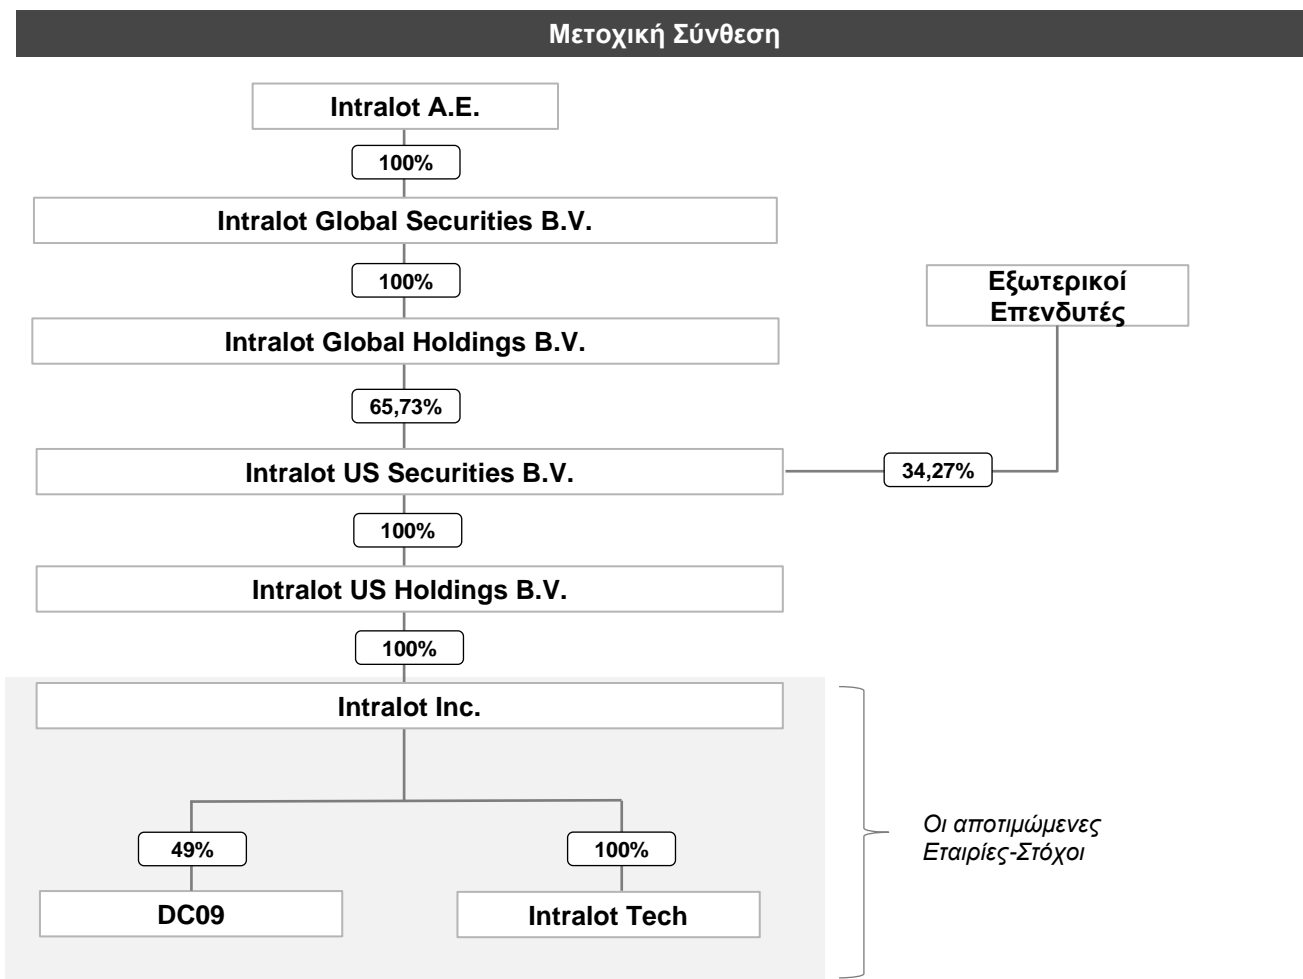 Μετοχική Σύνθεση
Intralot A.E.
100%
Intralot Global Securities B.V.
100%
Εξωτερικοί
Επενδυτές
Intralot Global Holdings B.V.
65,73%
Intralot US Securities B.V.
34,27%
100%
Intralot US Holdings B.V.
100%
Intralot Inc.
49%
100%
Οι αποτιμώμενες
Εταιρίες-Στόχοι
DC09
Intralot Tech